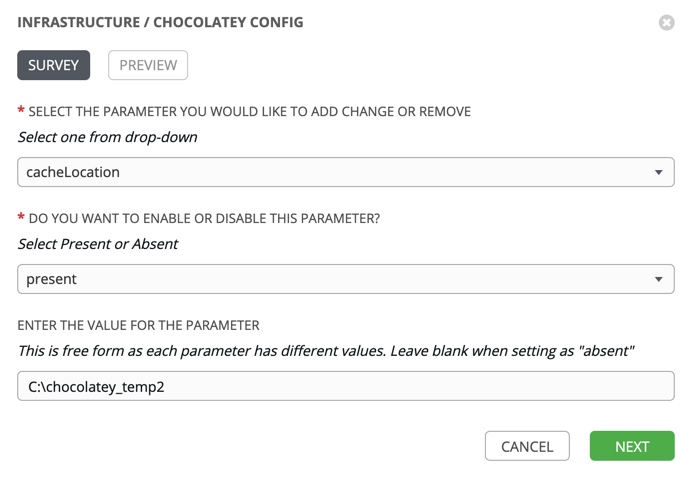 INFRASTRUCTURE / CHOCOLATEY CONFIG
SURVEY PREVIEW
* SELECT THE PARAMETER YOU WOULD LIKE TO ADD CHANGE OR REMOVE
Select one from drop-down
cacheLocation
* DO YOU WANT TO ENABLE OR DISABLE THIS PARAMETER?
Select Present or Absent
present
ENTER THE VALUE FOR THE PARAMETER
This is free form as each parameter has different values. Leave blank when setting as "absent"
C:\chocolatey_temp2
CANCEL NEXT